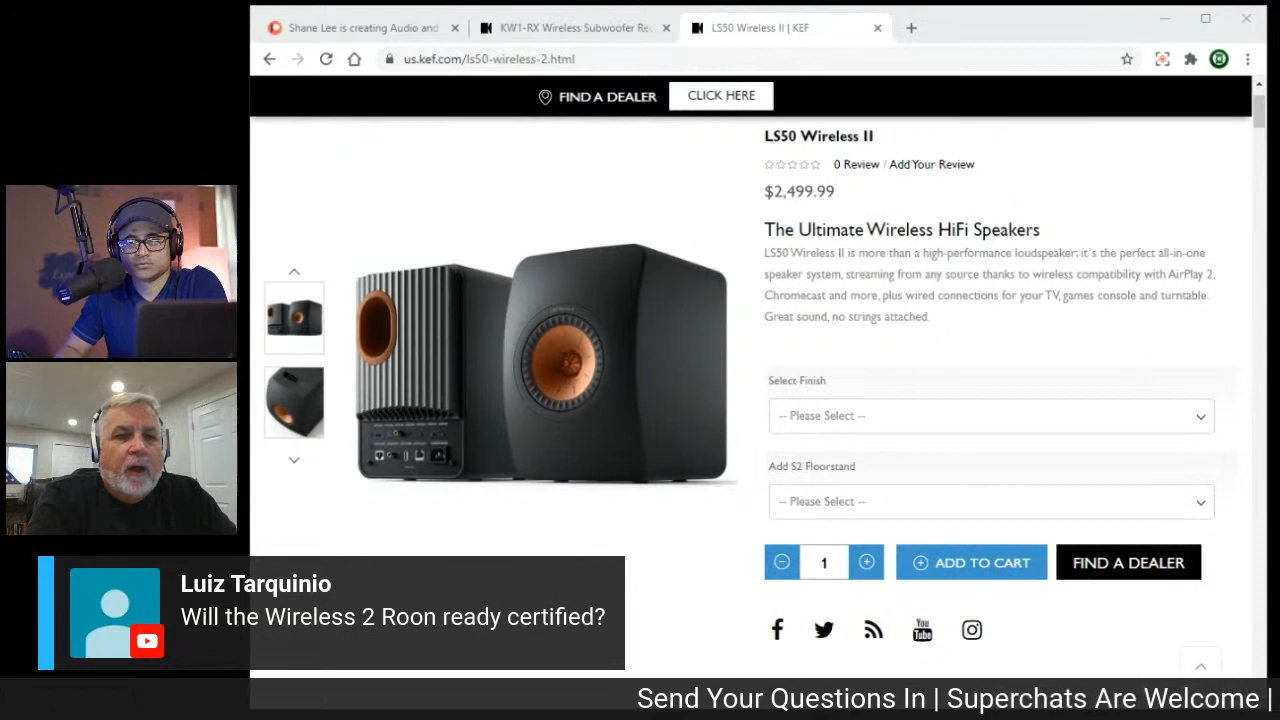 Shane Lee is creating Audio and
KW1-RX Wireless Subwoofer Rec
LS50 Wireless II | KEF
us.kef.com/ls50-wireless-2.html
FIND A DEALER
CLICK HERE
LS50 Wireless II
0 Review / Add Your Review
$2,499.99
The Ultimate Wireless HiFi Speakers
LS50 Wireless II is more than a high-performance loudspeaker; it's the perfect all-in-one
speaker system, streaming from any source thanks to wireless compatibility with AirPlay 2,
Chromecast and more, plus wired connections for your TV, games console and turntable.
Great sound, no strings attached.
Select Finish
-- Please Select --
Add S2 Floorstand
-- Please Select --
1
ADD TO CART
FIND A DEALER
Luiz Tarquinio
Will the Wireless 2 Roon ready certified?
You
Tube
Send Your Questions In | Superchats Are Welcome |